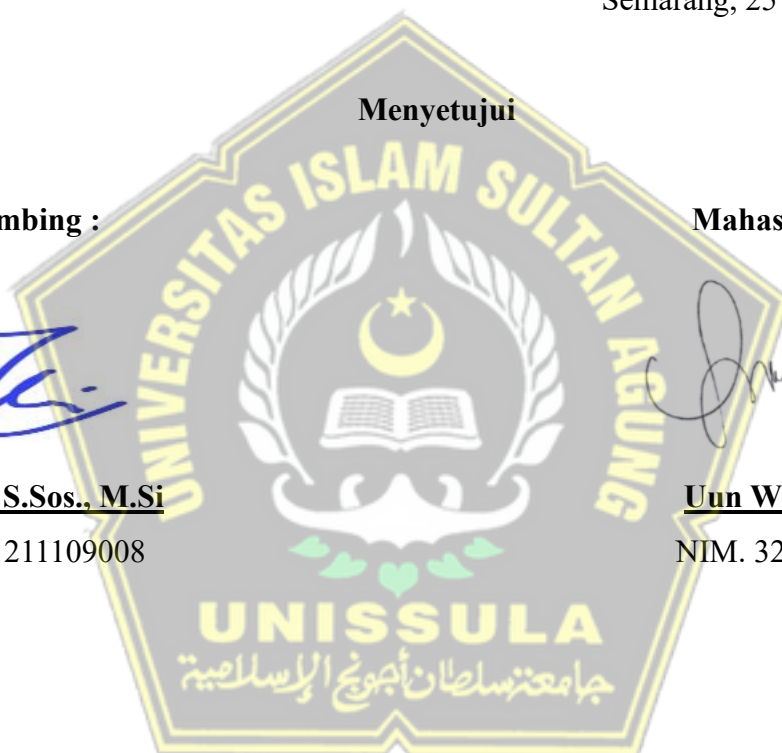 Semarang, 25
Menyetujui
mbing :
Mahas
UNIVERSITAS ISLAM SULTAN AGUNG
S.Sos., M.Si
Uun W
211109008
NIM. 32
UNISSULA
جامعة سلطان أجونج الإسلامية